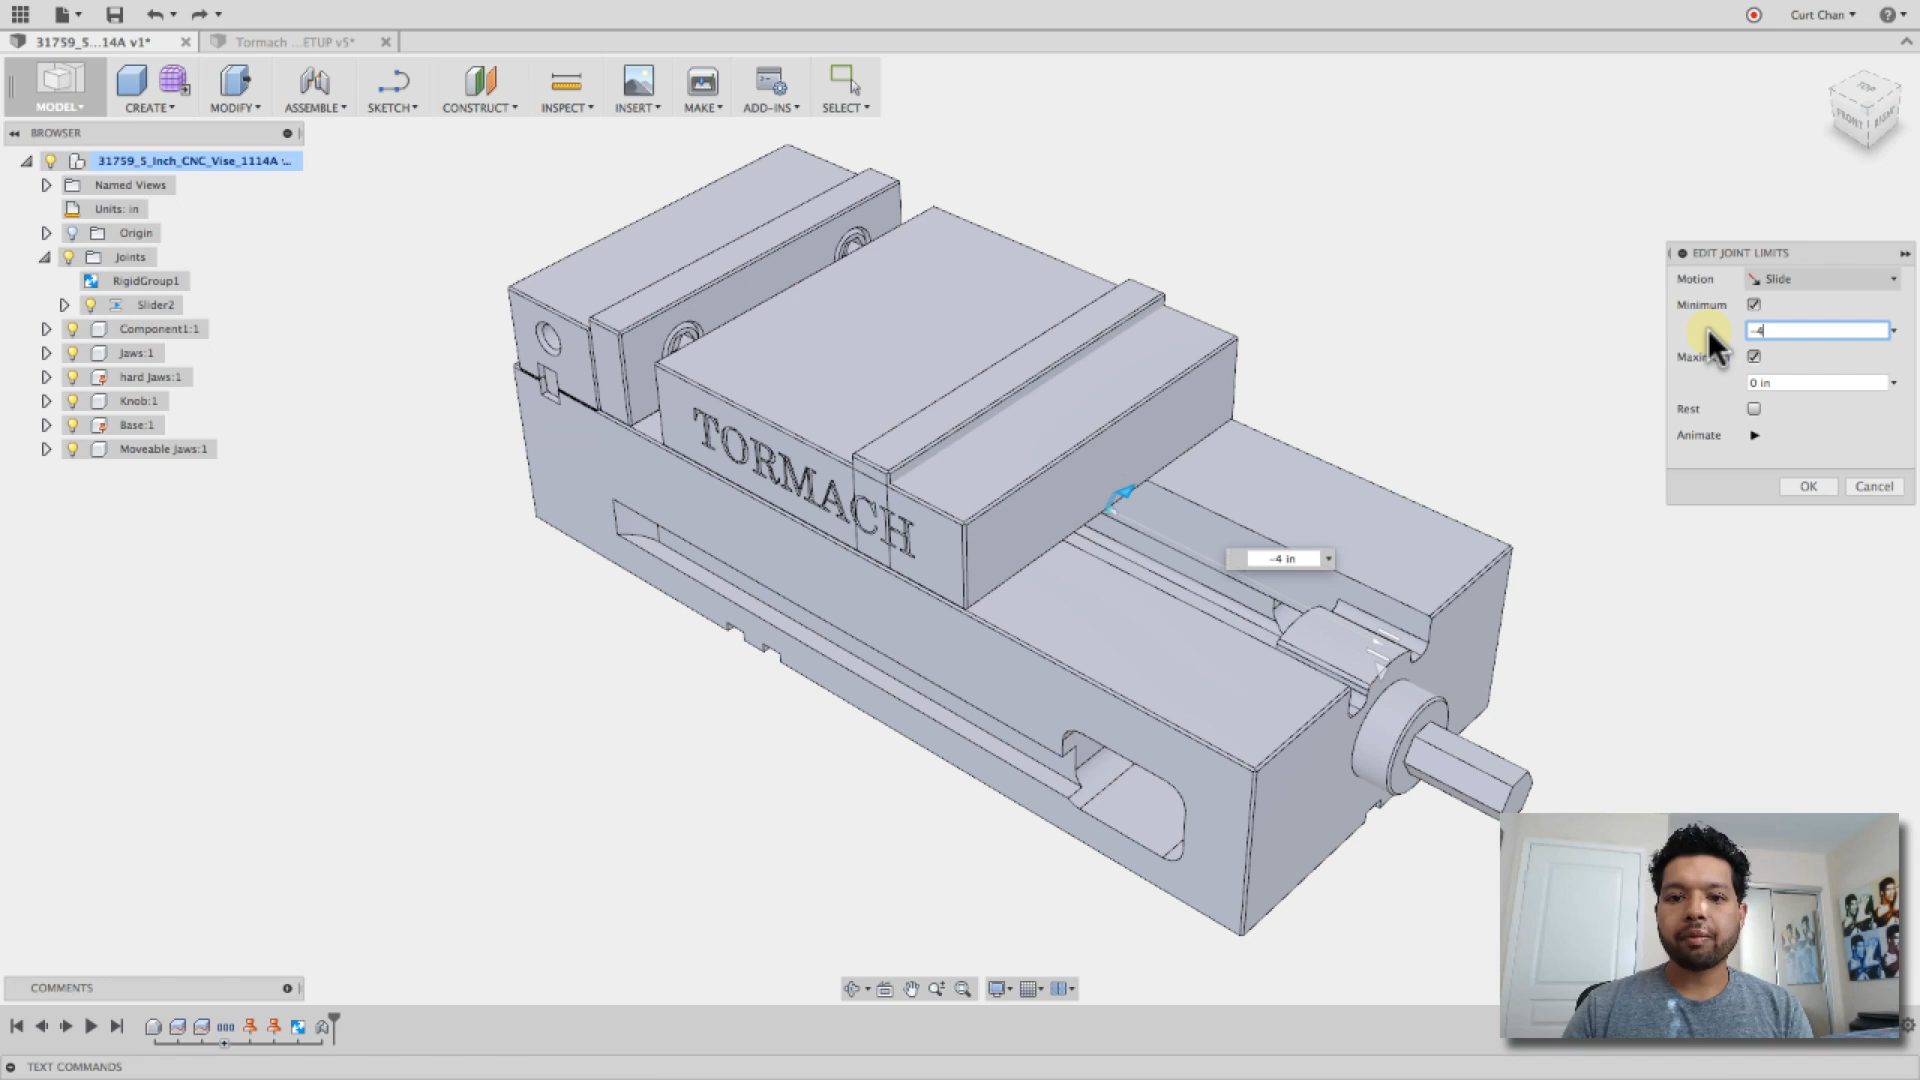 Curt Chan
31759_5...14A v1*
Tormach ...ETUP v5*
MODEL
CREATE
MODIFY
ASSEMBLE
SKETCH
CONSTRUCT
INSPECT
INSERT
MAKE
ADD-INS
SELECT
TOP
FRONT
RIGHT
BROWSER
31759_5_Inch_CNC_Vise_1114A :...
Named Views
Units: in
Origin
Joints
RigidGroup1
Slider2
Component1:1
Jaws:1
hard Jaws:1
Knob:1
Base:1
Moveable Jaws:1
TORMACH
-4 in
EDIT JOINT LIMITS
Motion
Slide
Minimum
-4
0 in
Rest
Animate
OK
Cancel
COMMENTS
TEXT COMMANDS